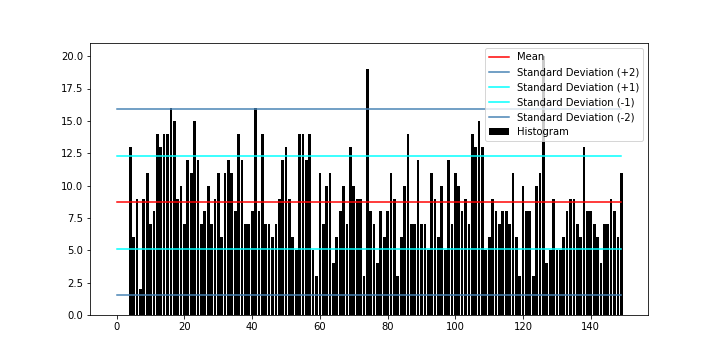 20.0
17.5
15.0
12.5
10.0
7.5
5.0
2.5
0.0
Mean
Standard Deviation (+2)
Standard Deviation (+1)
Standard Deviation (-1)
Standard Deviation (-2)
Histogram
0 20 40 60 80 100 120 140